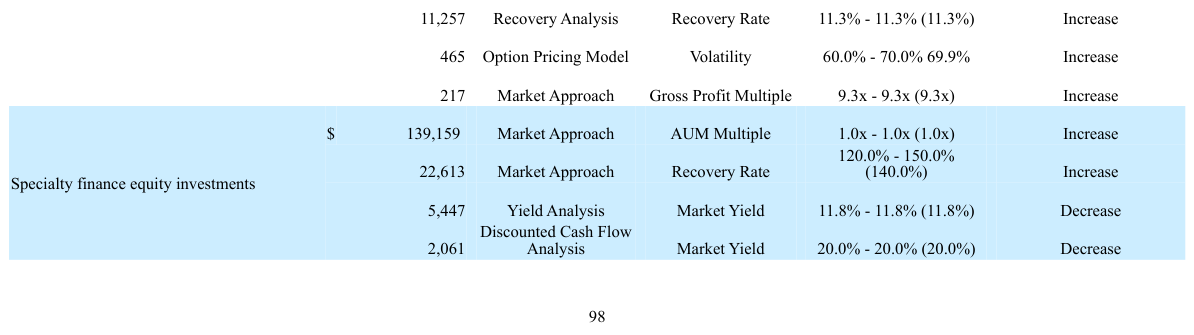 11,257 Recovery Analysis Recovery Rate 11.3% - 11.3% (11.3%) Increase
465 Option Pricing Model Volatility 60.0% - 70.0% 69.9% Increase
217 Market Approach Gross Profit Multiple 9.3x - 9.3x (9.3x) Increase
Specialty finance equity investments
$ 139,159 Market Approach AUM Multiple 1.0x - 1.0x (1.0x) Increase
120.0% - 150.0%
22,613 Market Approach Recovery Rate (140.0%) Increase
5,447 Yield Analysis Market Yield 11.8% - 11.8% (11.8%) Decrease
Discounted Cash Flow
2,061 Analysis Market Yield 20.0% - 20.0% (20.0%) Decrease
98